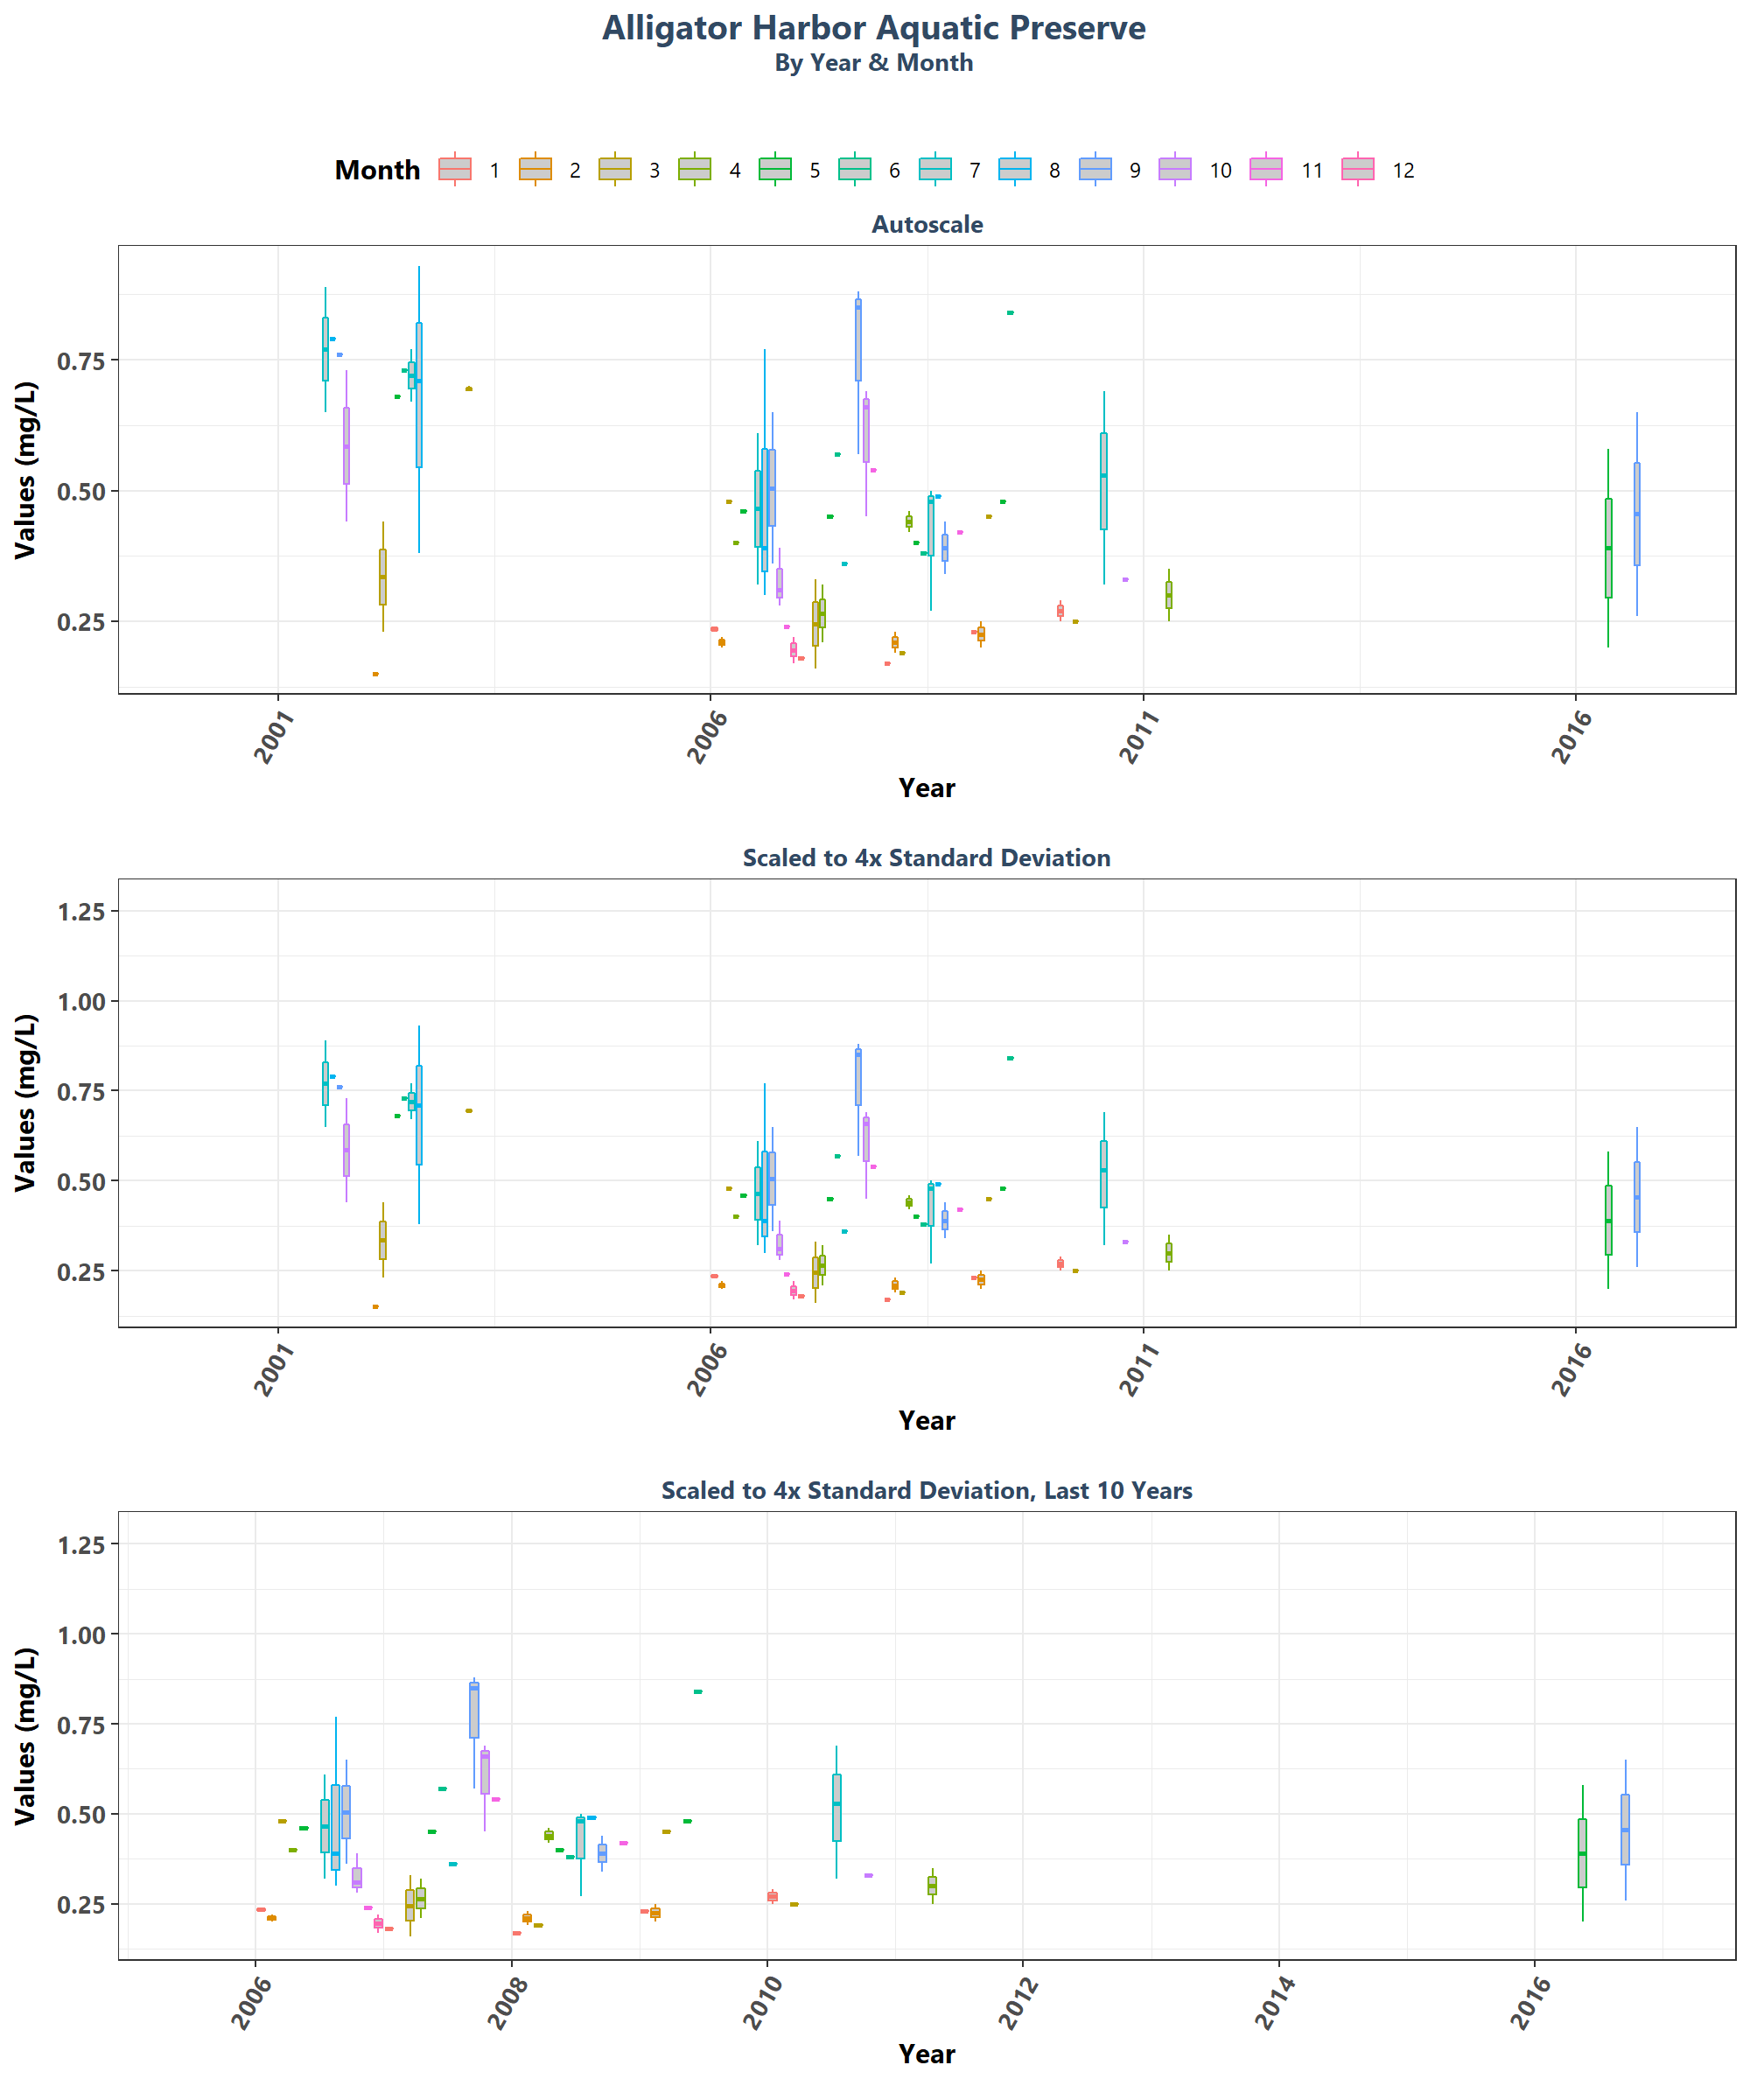 Alligator Harbor Aquatic Preserve
By Year & Month
Month 1 2 3 4 5 6 7 8 9 10 11 12
Autoscale
Values (mg/L)
0.75
0.50
0.25
2001 2006 2011 2016
Year
Scaled to 4x Standard Deviation
Values (mg/L)
1.25
1.00
0.75
0.50
0.25
2001 2006 2011 2016
Year
Scaled to 4x Standard Deviation, Last 10 Years
Values (mg/L)
1.25
1.00
0.75
0.50
0.25
2006 2008 2010 2012 2014 2016
Year